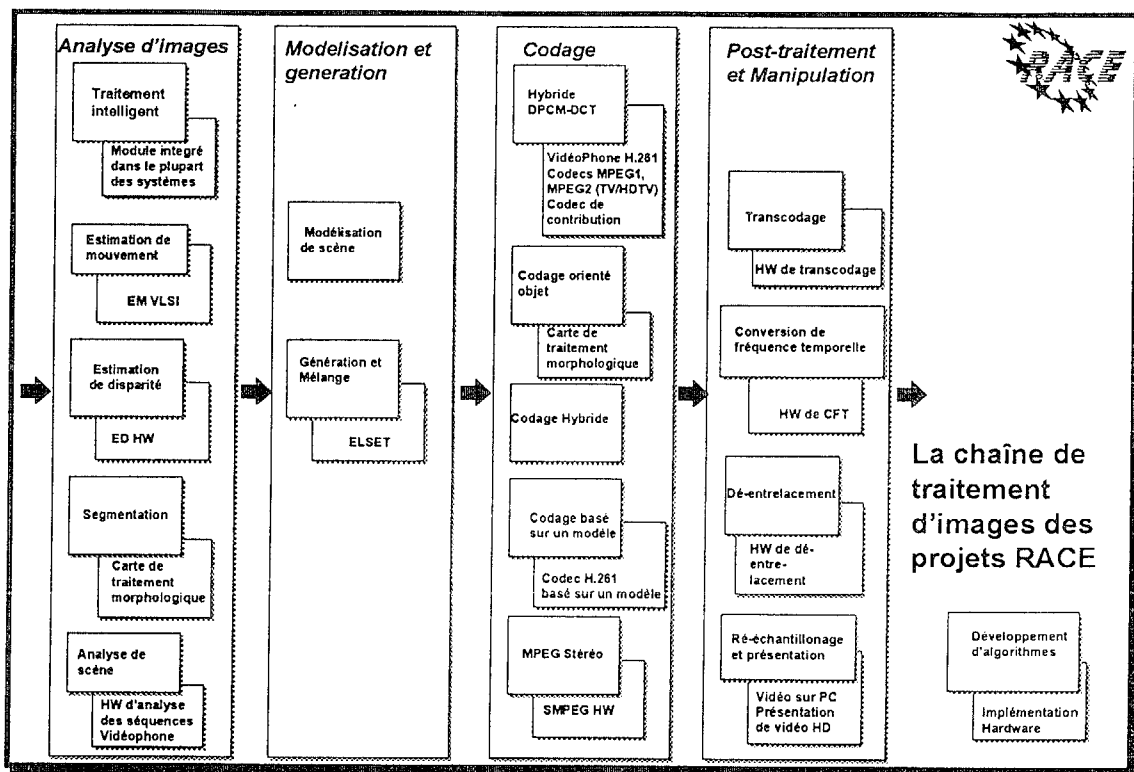 Analyse d'images
Traitement
intelligent
Module integré
dans le plupart
des systèmes
Estimation de
mouvement
EM VLSI
Estimation
de disparité
ED HW
Segmentation
Carte de
traitement
morphologique
Analyse de
scène
HW d'analyse
des séquences
Vidéophone
Modelisation et
generation
Modélisation
de scène
Génération et
Mélange
ELSET
Codage
Hybride
DPCM-DCT
VidéoPhone H.261
Codecs MPEG1,
MPEG2 (TV/HDTV)
Codec de
contribution
Codage orienté
objet
Carte de
traitement
morphologique
Codage Hybride
Codage basé
sur un modèle
Codec H.261
basé sur un modèle
MPEG Stéréo
SMPEG HW
Post-traitement
et Manipulation
Transcodage
HW de transcodage
Conversion de
fréquence temporelle
HW de CFT
Dé-entrelacement
HW de dé-
entre-
lacement
Ré-échantillonage
et présentation
Vidéo sur PC
Présentation
de vidéo HD
RACE
La chaîne de
traitement
d'images des
projets RACE
Développement
d'algorithmes
Implémentation
Hardware